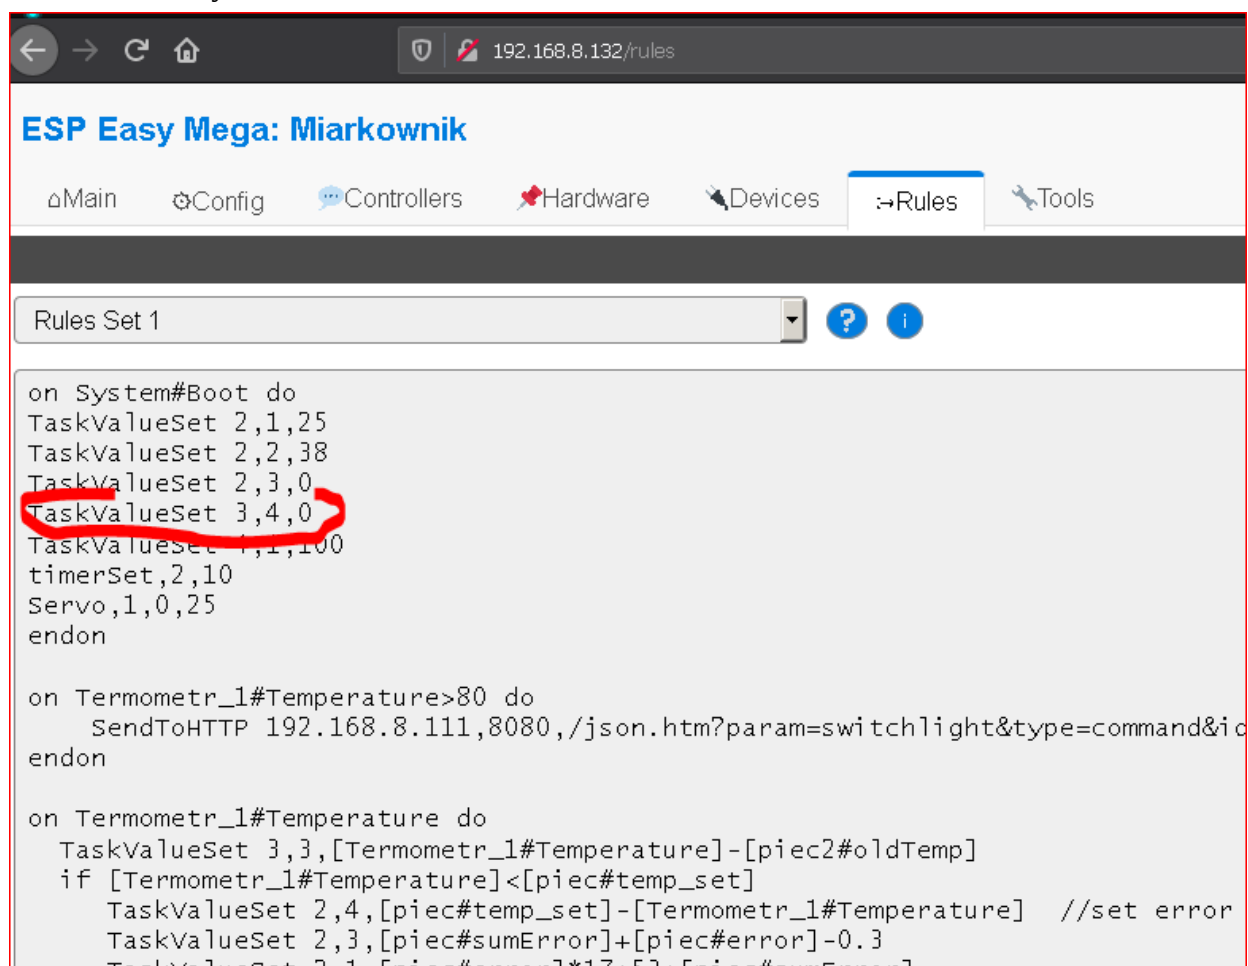 192.168.8.132/rules
ESP Easy Mega: Miarkownik
Main Config Controllers Hardware Devices Rules Tools
Rules Set 1 ? i
on System#Boot do
TaskValueSet 2,1,25
TaskValueSet 2,2,38
TaskValueSet 2,3,0
TaskValueSet 3,4,0
TaskValueSet 4,1,100
timerSet,2,10
Servo,1,0,25
endon
on Termometr_1#Temperature>80 do
SendToHTTP 192.168.8.111,8080,/json.htm?param=switchlight&type=command&id
endon
on Termometr_1#Temperature do
TaskValueSet 3,3,[Termometr_1#Temperature]-[piec2#oldTemp]
if [Termometr_1#Temperature]<[piec#temp_set]
TaskValueSet 2,4,[piec#temp_set]-[Termometr_1#Temperature] //set error
TaskValueSet 2,3,[piec#sumError]+[piec#error]-0.3